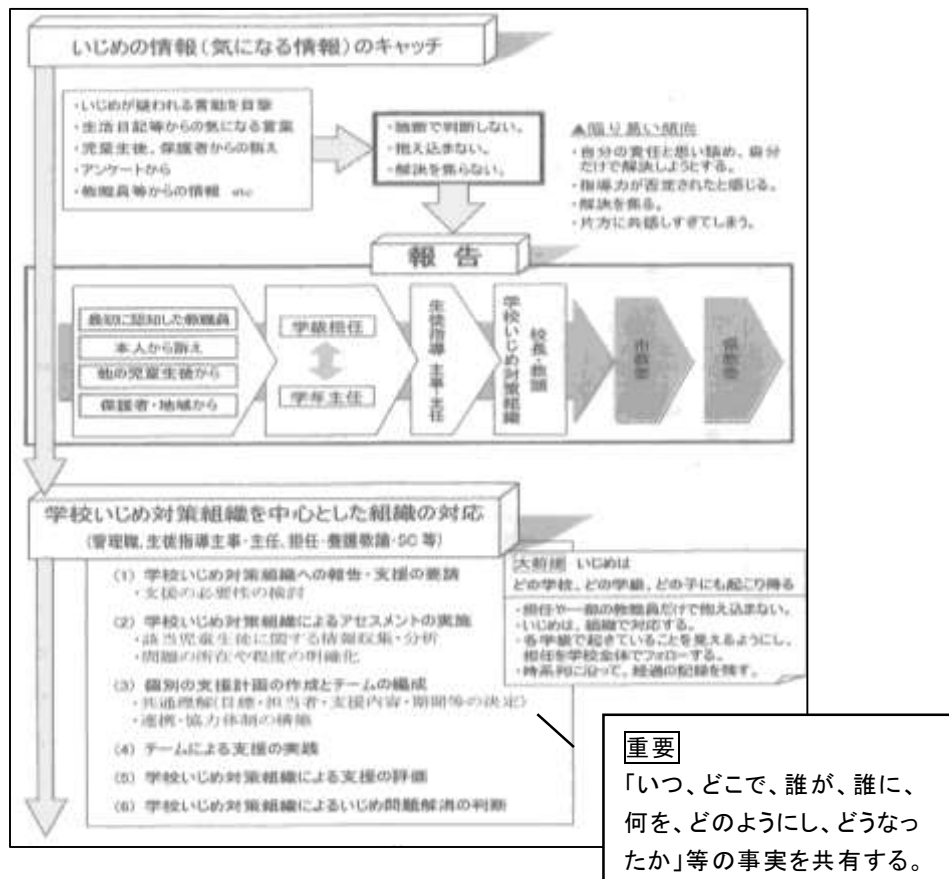 いじめの情報(気になる情報)のキャッチ
・いじめが疑われる言動を目撃
・生活日記等からの気になる言葉
・児童生徒、保護者からの訴え
・アンケートから
・教職員等からの情報 etc
・独断で判断しない。
・抱え込まない。
・解決を焦らない。
▲陥り易い傾向
・自分の責任と思い詰め、自分
だけで解決しようとする。
・指導力が否定されたと感じる。
・解決を焦る。
・片方に共感しすぎてしまう。
報告
最初に認知した教職員
本人から訴え
他の児童生徒から
保護者・地域から
学級担任
学年主任
生徒指導主事・主任
校長・教頭
学校いじめ対策組織
市教委
県教委
学校いじめ対策組織を中心とした組織の対応
(管理職、生徒指導主事・主任、担任・養護教諭・SC 等)
(1) 学校いじめ対策組織への報告・支援の要請
・支援の必要性の検討
(2) 学校いじめ対策組織によるアセスメントの実施
・該当児童生徒に関する情報収集・分析
・問題の所在や程度の明確化
(3) 個別の支援計画の作成とチームの編成
・共通理解(目標・担当者・支援内容・期間等の決定)
・連携・協力体制の構築
(4) チームによる支援の実践
(5) 学校いじめ対策組織による支援の評価
(6) 学校いじめ対策組織によるいじめ問題解消の判断
大前提 いじめは
どの学校、どの学級、どの子にも起こり得る
・担任や一部の教職員だけで抱え込まない。
・いじめは、組織で対応する。
・各学級で起きていることを見えるようにし、
担任を学校全体でフォローする。
・時系列に沿って、経過の記録を残す。
重要
「いつ、どこで、誰が、誰に、
何を、どのようにし、どうなっ
たか」等の事実を共有する。